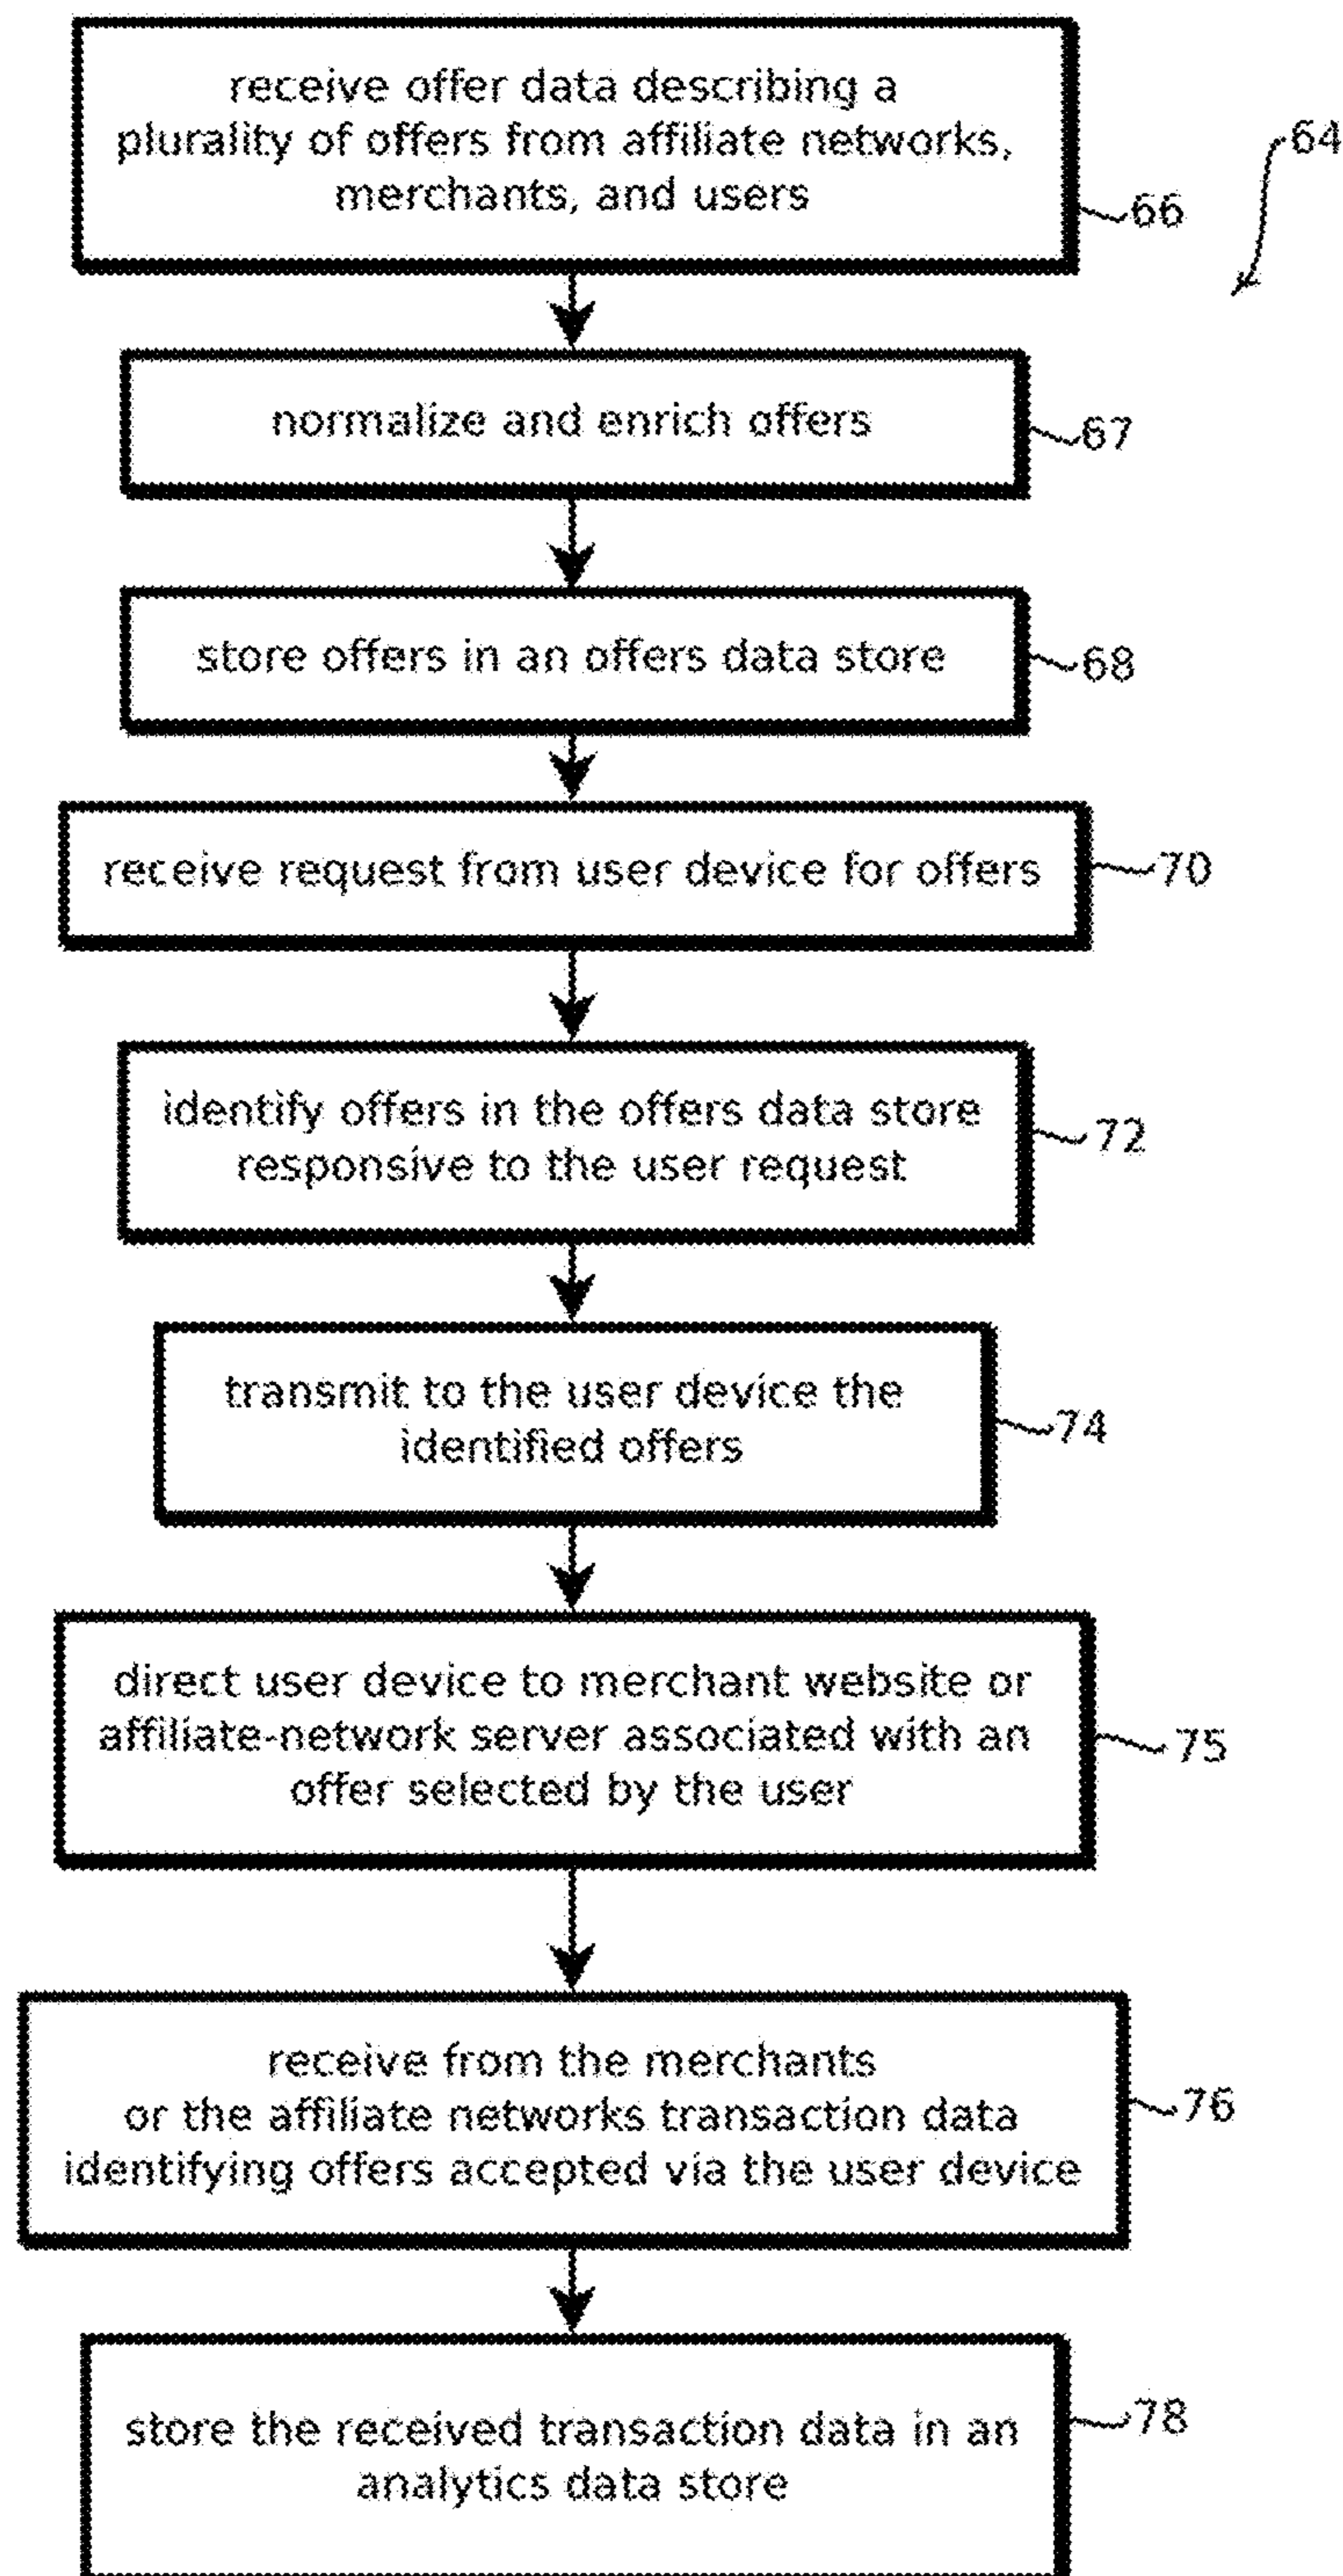 receive offer data describing a
plurality of offers from affiliate networks,
merchants, and users
64
66
normalize and enrich offers
67
store offers in an offers data store
68
receive request from user device for offers
70
identify offers in the offers data store
responsive to the user request
72
transmit to the user device the
identified offers
74
direct user device to merchant website or
affiliate-network server associated with an
offer selected by the user
75
receive from the merchants
or the affiliate networks transaction data
identifying offers accepted via the user device
76
store the received transaction data in an
analytics data store
78